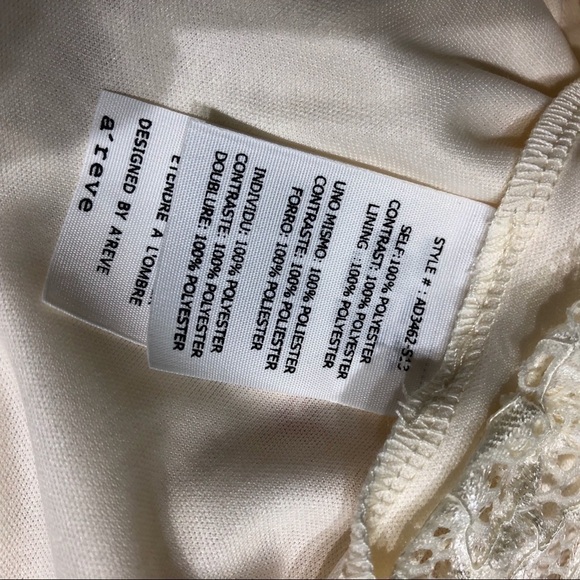 STYLE # : AD3462-S13
SELF: 100% POLYESTER
CONTRAST: 100% POLYESTER
LINING : 100% POLYESTER
UNO MISMO: 100% POLIESTER
CONTRASTE: 100% POLIESTER
FORRO: 100% POLIESTER
INDIVIDU: 100% POLYESTER
CONTRASTE: 100% POLYESTER
DOUBLURE: 100% POLYESTER
ETENDRE A L'OMBRE
DESIGNED BY A'REVE
a'reve